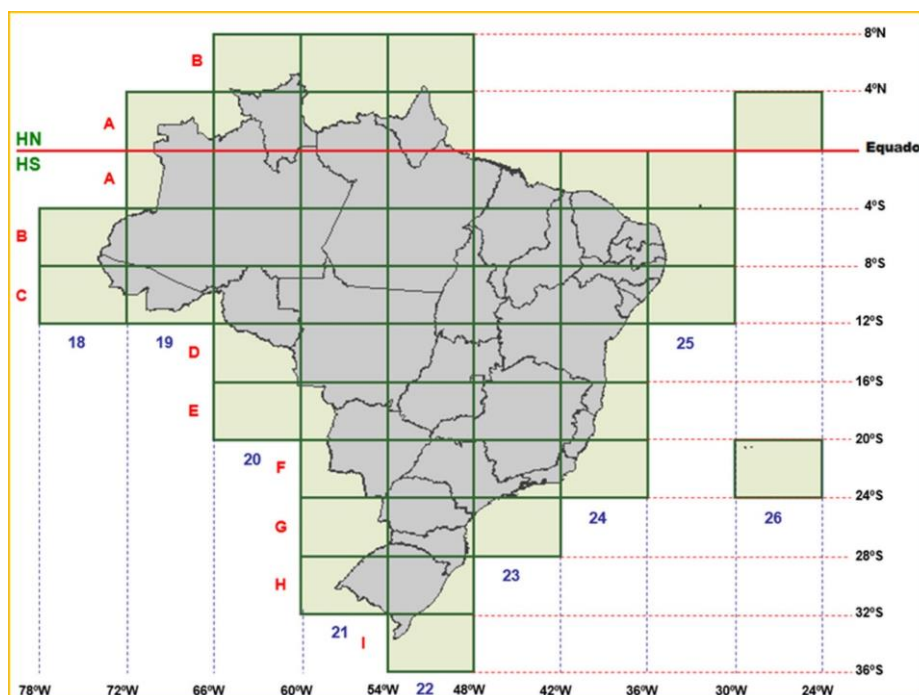 8ºN
B
4ºN
A
HN
Equado
HS
A
4ºS
B
8ºS
C
12ºS
18 19 25
D
16ºS
E
20ºS
20 F
24ºS
24 26
G
28ºS
23
H
32ºS
21 I
36ºS
78ºW 72ºW 66ºW 60ºW 54ºW 22 48ºW 42ºW 36ºW 30ºW 24ºW